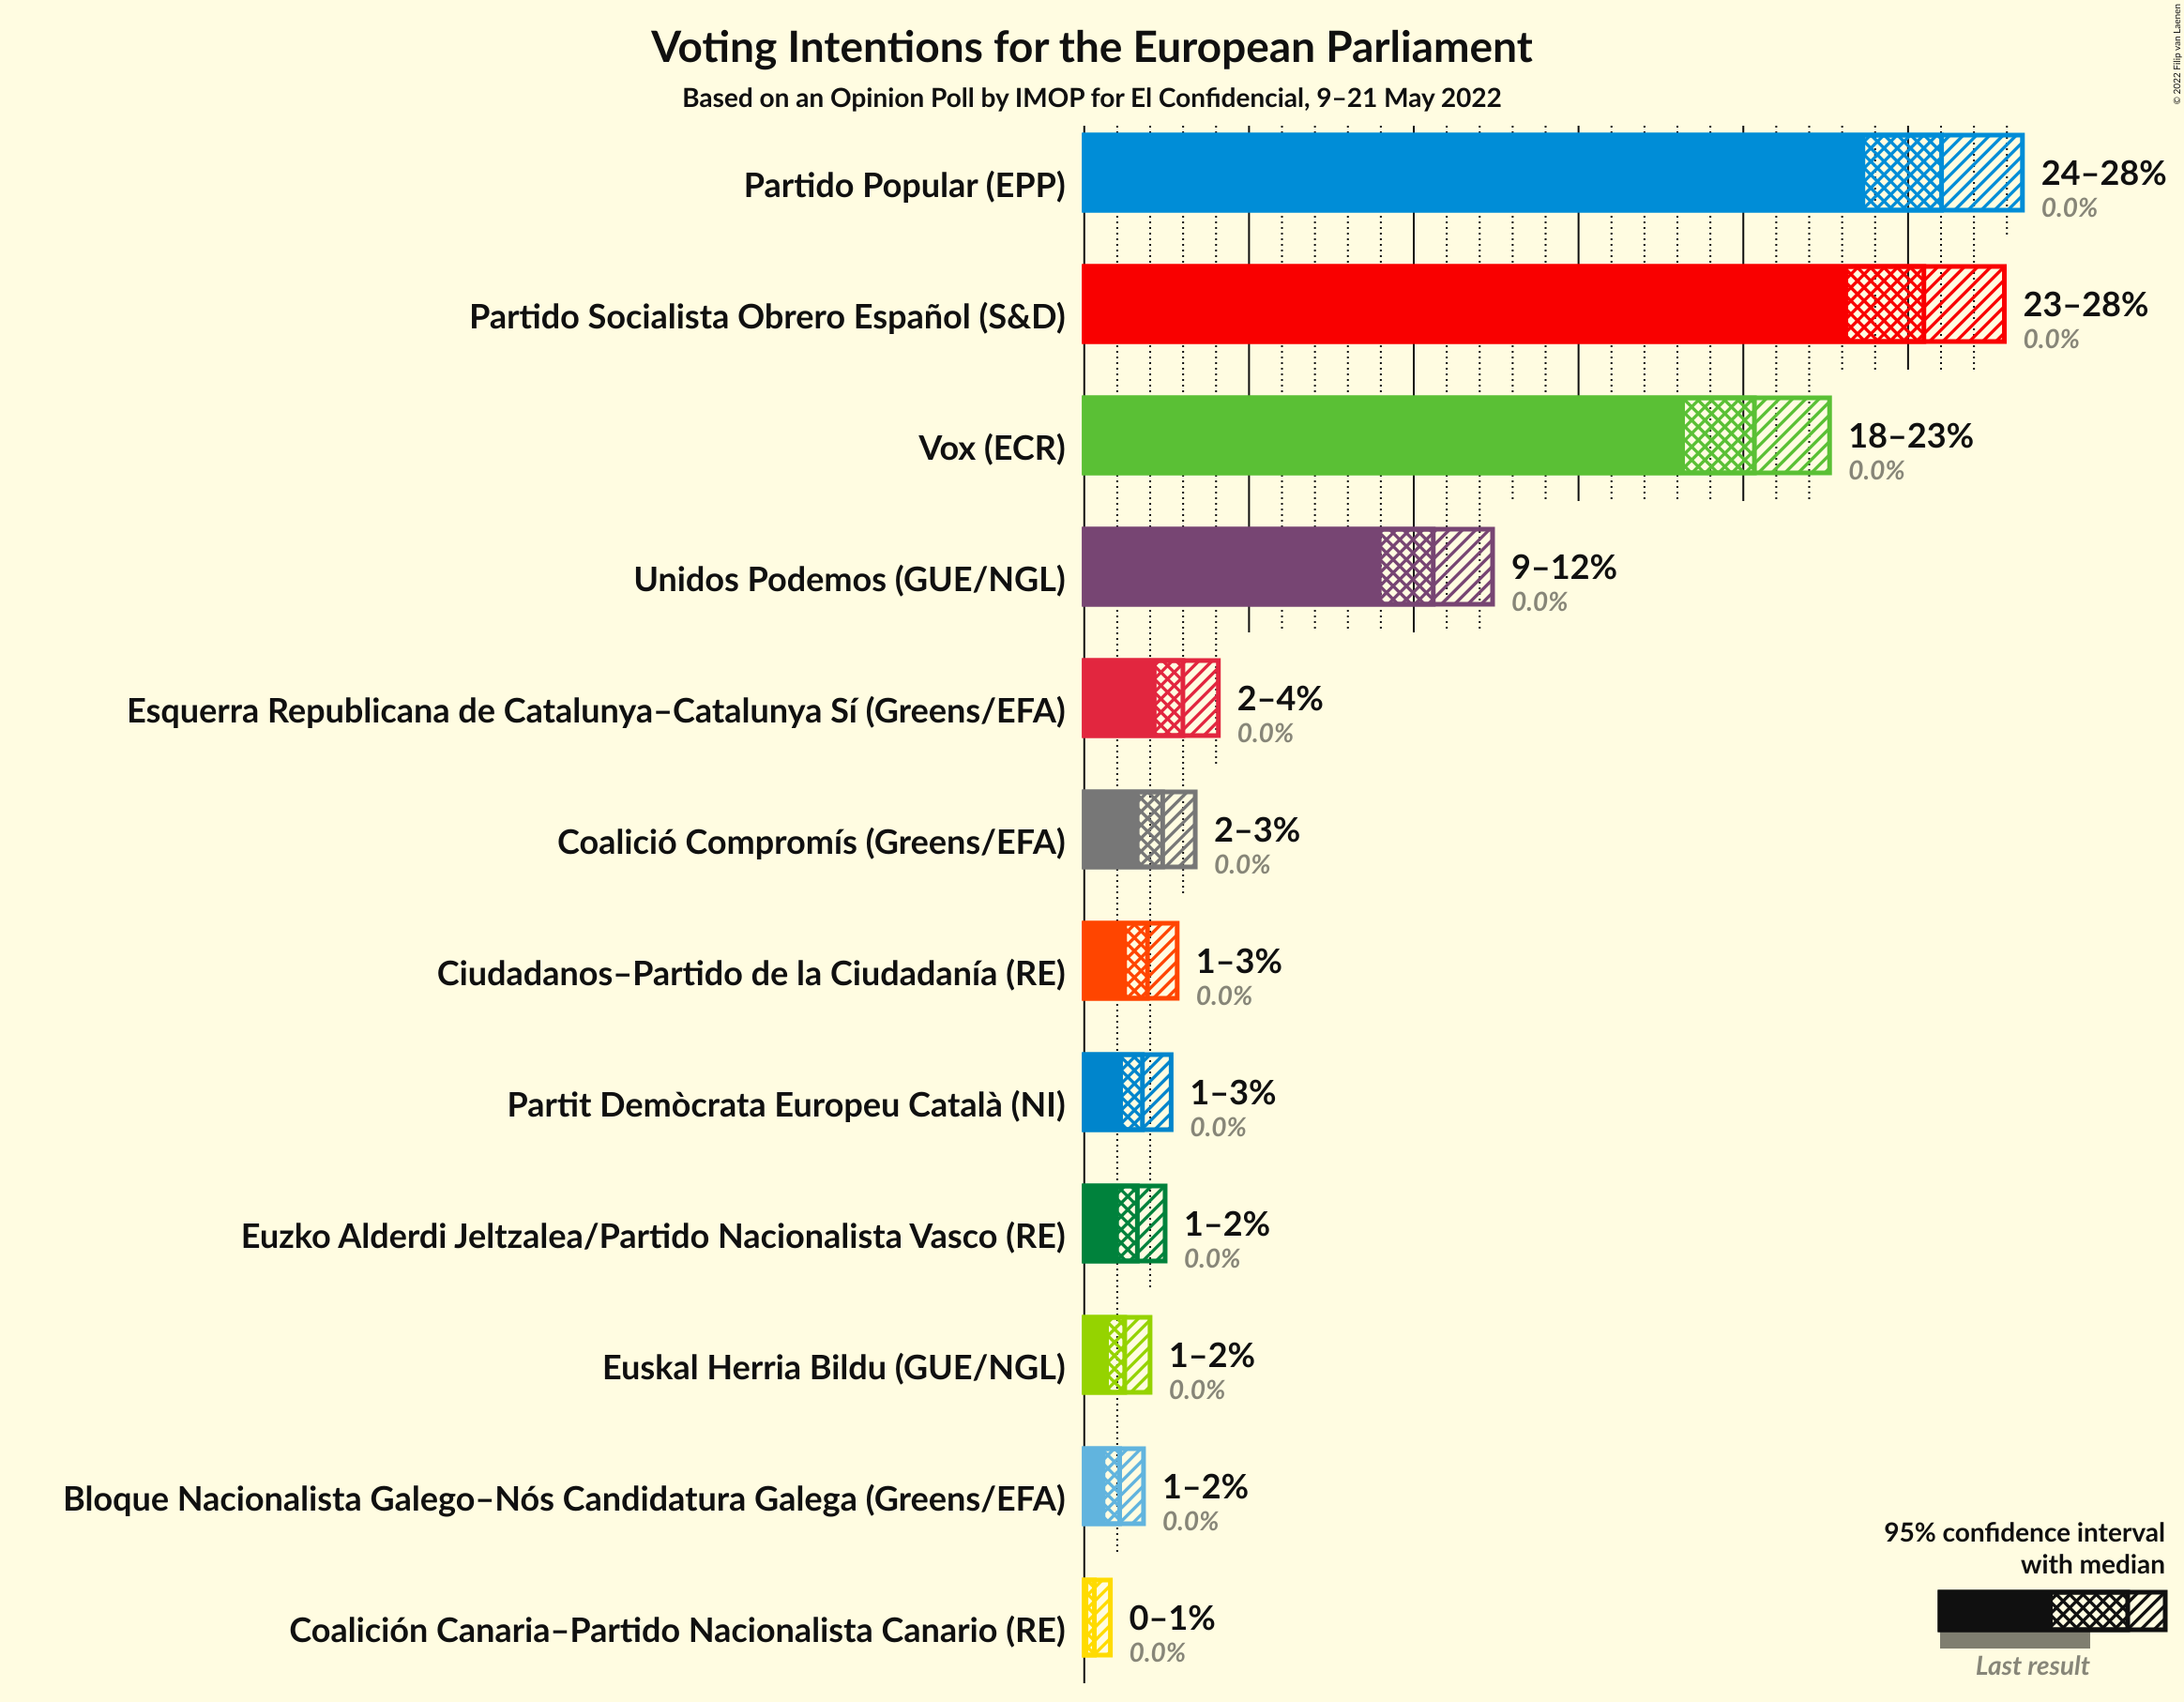 Voting Intentions for the European Parliament
Based on an Opinion Poll by IMOP for El Confidencial, 9–21 May 2022
© 2022 Filip van Laenen
Partido Popular (EPP)
24–28%
0.0%
Partido Socialista Obrero Español (S&D)
23–28%
0.0%
Vox (ECR)
18–23%
0.0%
Unidos Podemos (GUE/NGL)
9–12%
0.0%
Esquerra Republicana de Catalunya–Catalunya Sí (Greens/EFA)
2–4%
0.0%
Coalició Compromís (Greens/EFA)
2–3%
0.0%
Ciudadanos–Partido de la Ciudadanía (RE)
1–3%
0.0%
Partit Demòcrata Europeu Català (NI)
1–3%
0.0%
Euzko Alderdi Jeltzalea/Partido Nacionalista Vasco (RE)
1–2%
0.0%
Euskal Herria Bildu (GUE/NGL)
1–2%
0.0%
Bloque Nacionalista Galego–Nós Candidatura Galega (Greens/EFA)
1–2%
0.0%
Coalición Canaria–Partido Nacionalista Canario (RE)
0–1%
0.0%
95% confidence interval
with median
Last result